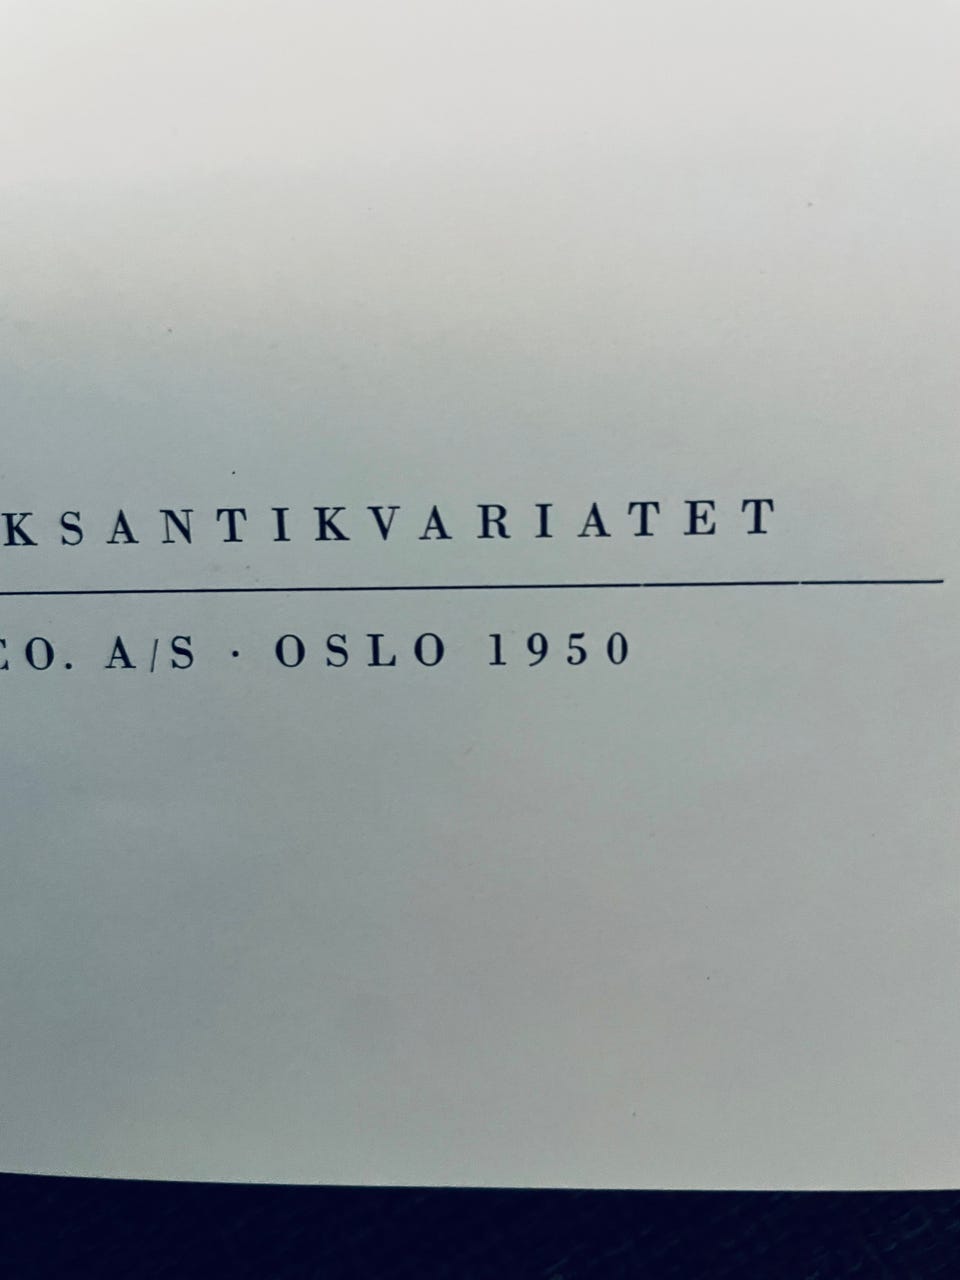 KSANTIKVARIATET
CO. A/S · OSLO 1950